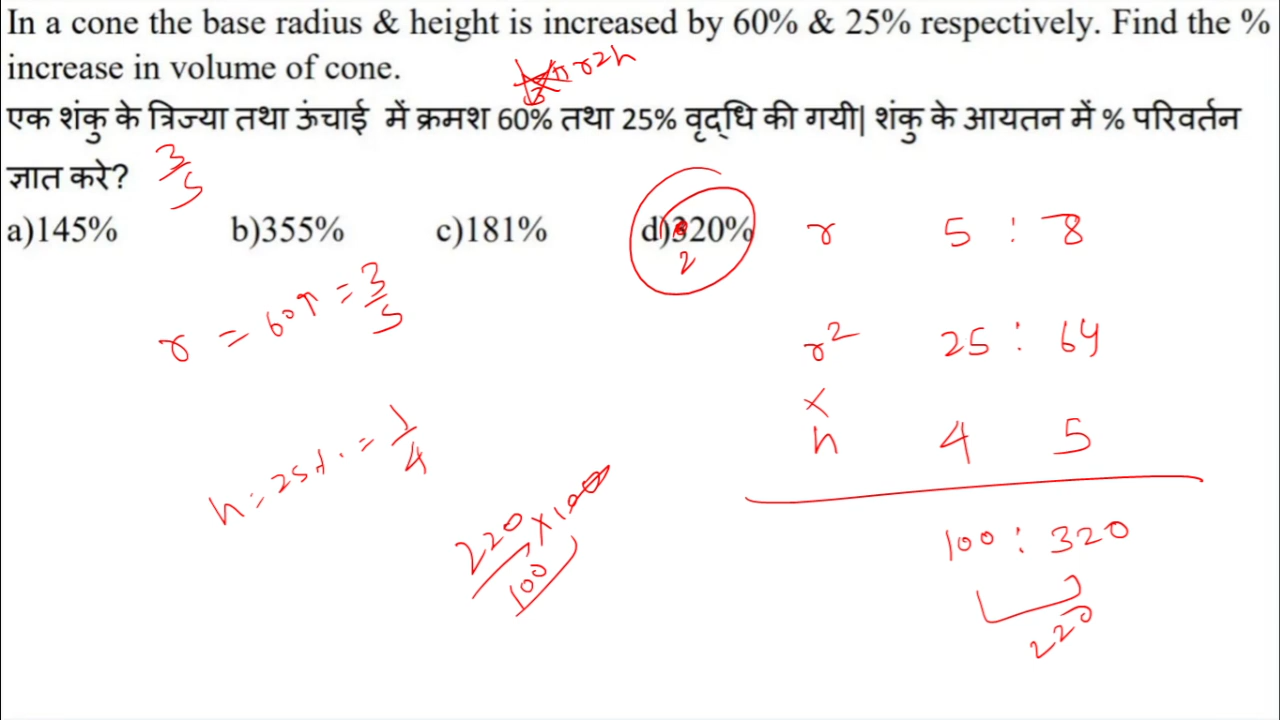 In a cone the base radius & height is increased by 60% & 25% respectively. Find the %
increase in volume of cone.
π r2h
3
एक शंकु के त्रिज्या तथा ऊंचाई में क्रमश 60% तथा 25% वृद्धि की गयी| शंकु के आयतन में % परिवर्तन
ज्ञात करे?
3/5
a)145% b)355% c)181% d)320%
2
r 5 : 8
r = 60% = 3/5
r² 25 : 64
×
h 4 5
h = 25% = 1/4
220/100 × 100
100 : 320
220